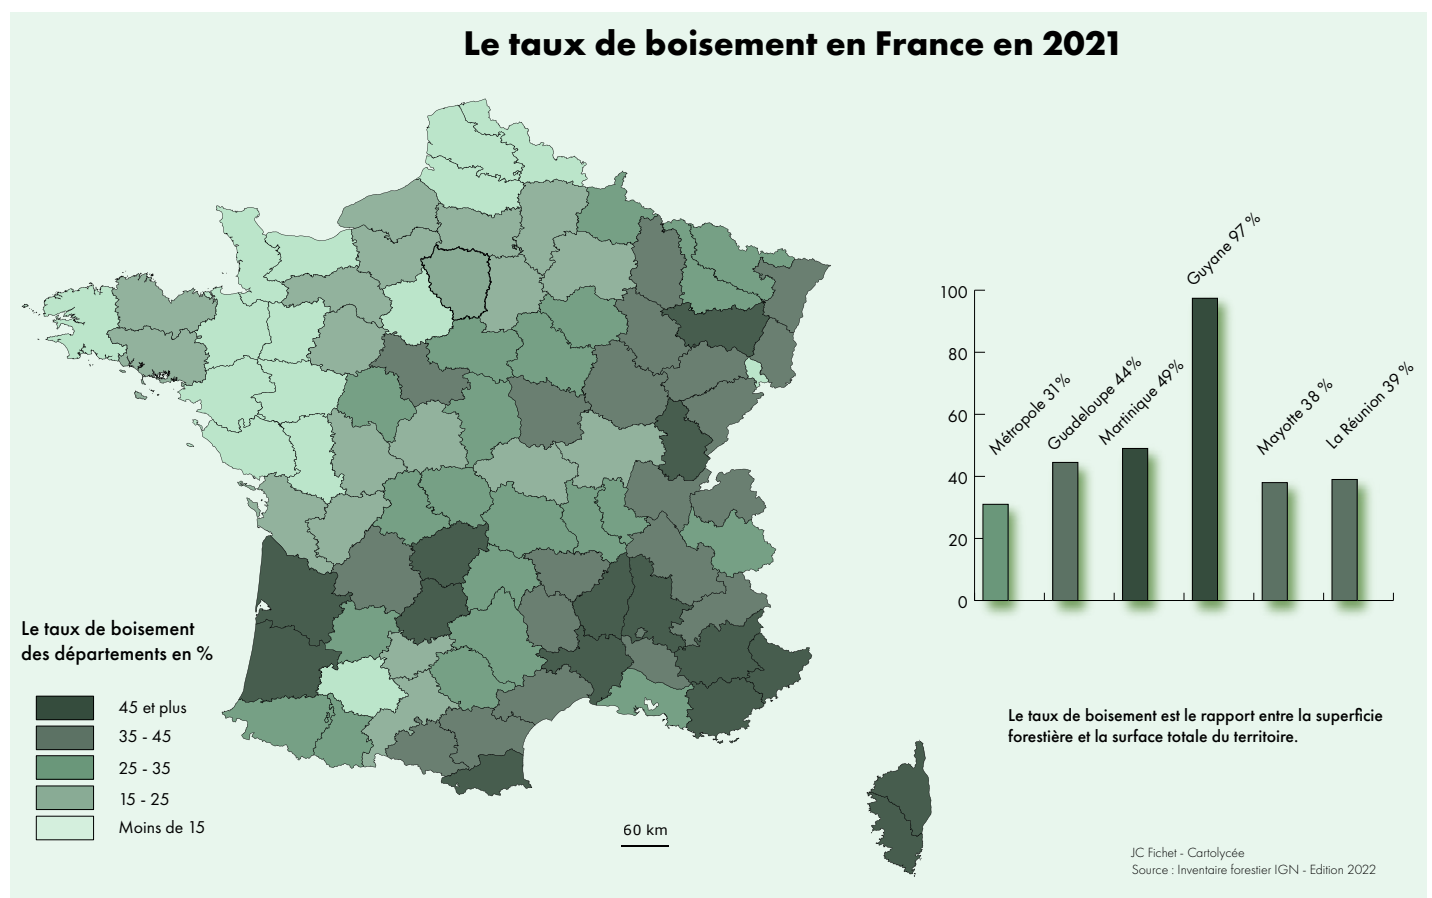 Le taux de boisement en France en 2021
Le taux de boisement
des départements en %
45 et plus
35 - 45
25 - 35
15 - 25
Moins de 15
60 km
100
80
60
40
20
0
Métropole 31%
Guadeloupe 44%
Martinique 49%
Guyane 97 %
Mayotte 38 %
La Réunion 39 %
Le taux de boisement est le rapport entre la superficie
forestière et la surface totale du territoire.
JC Fichet - Cartolycée
Source : Inventaire forestier IGN - Edition 2022